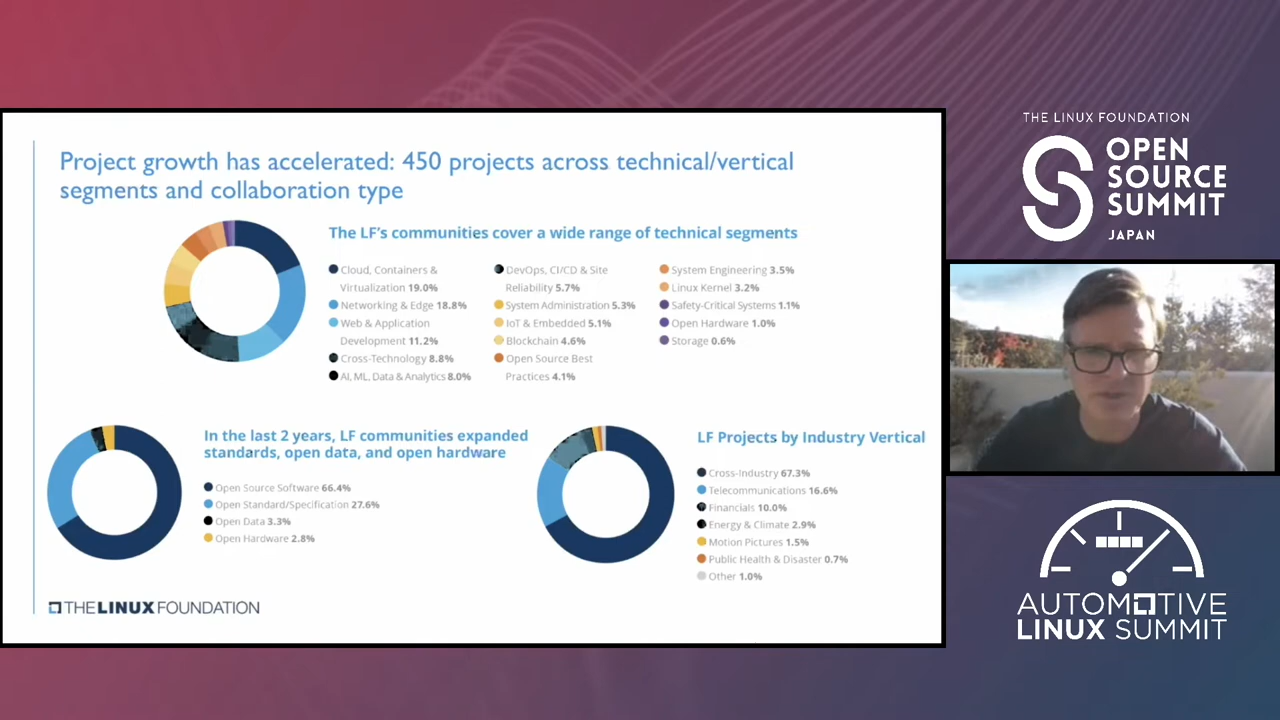 Project growth has accelerated: 450 projects across technical/vertical
segments and collaboration type
The LF's communities cover a wide range of technical segments
Cloud, Containers &
Virtualization 19.0%
Networking & Edge 18.8%
Web & Application
Development 11.2%
Cross-Technology 8.8%
AI, ML, Data & Analytics 8.0%
DevOps, CI/CD & Site
Reliability 5.7%
System Administration 5.3%
IoT & Embedded 5.1%
Blockchain 4.6%
Open Source Best
Practices 4.1%
System Engineering 3.5%
Linux Kernel 3.2%
Safety-Critical Systems 1.1%
Open Hardware 1.0%
Storage 0.6%
In the last 2 years, LF communities expanded
standards, open data, and open hardware
Open Source Software 66.4%
Open Standard/Specification 27.6%
Open Data 3.3%
Open Hardware 2.8%
LF Projects by Industry Vertical
Cross-Industry 67.3%
Telecommunications 16.6%
Financials 10.0%
Energy & Climate 2.9%
Motion Pictures 1.5%
Public Health & Disaster 0.7%
Other 1.0%
THE LINUX FOUNDATION
THE LINUX FOUNDATION
OPEN
SOURCE
SUMMIT
JAPAN
AUTOMOTIVE
LINUX SUMMIT